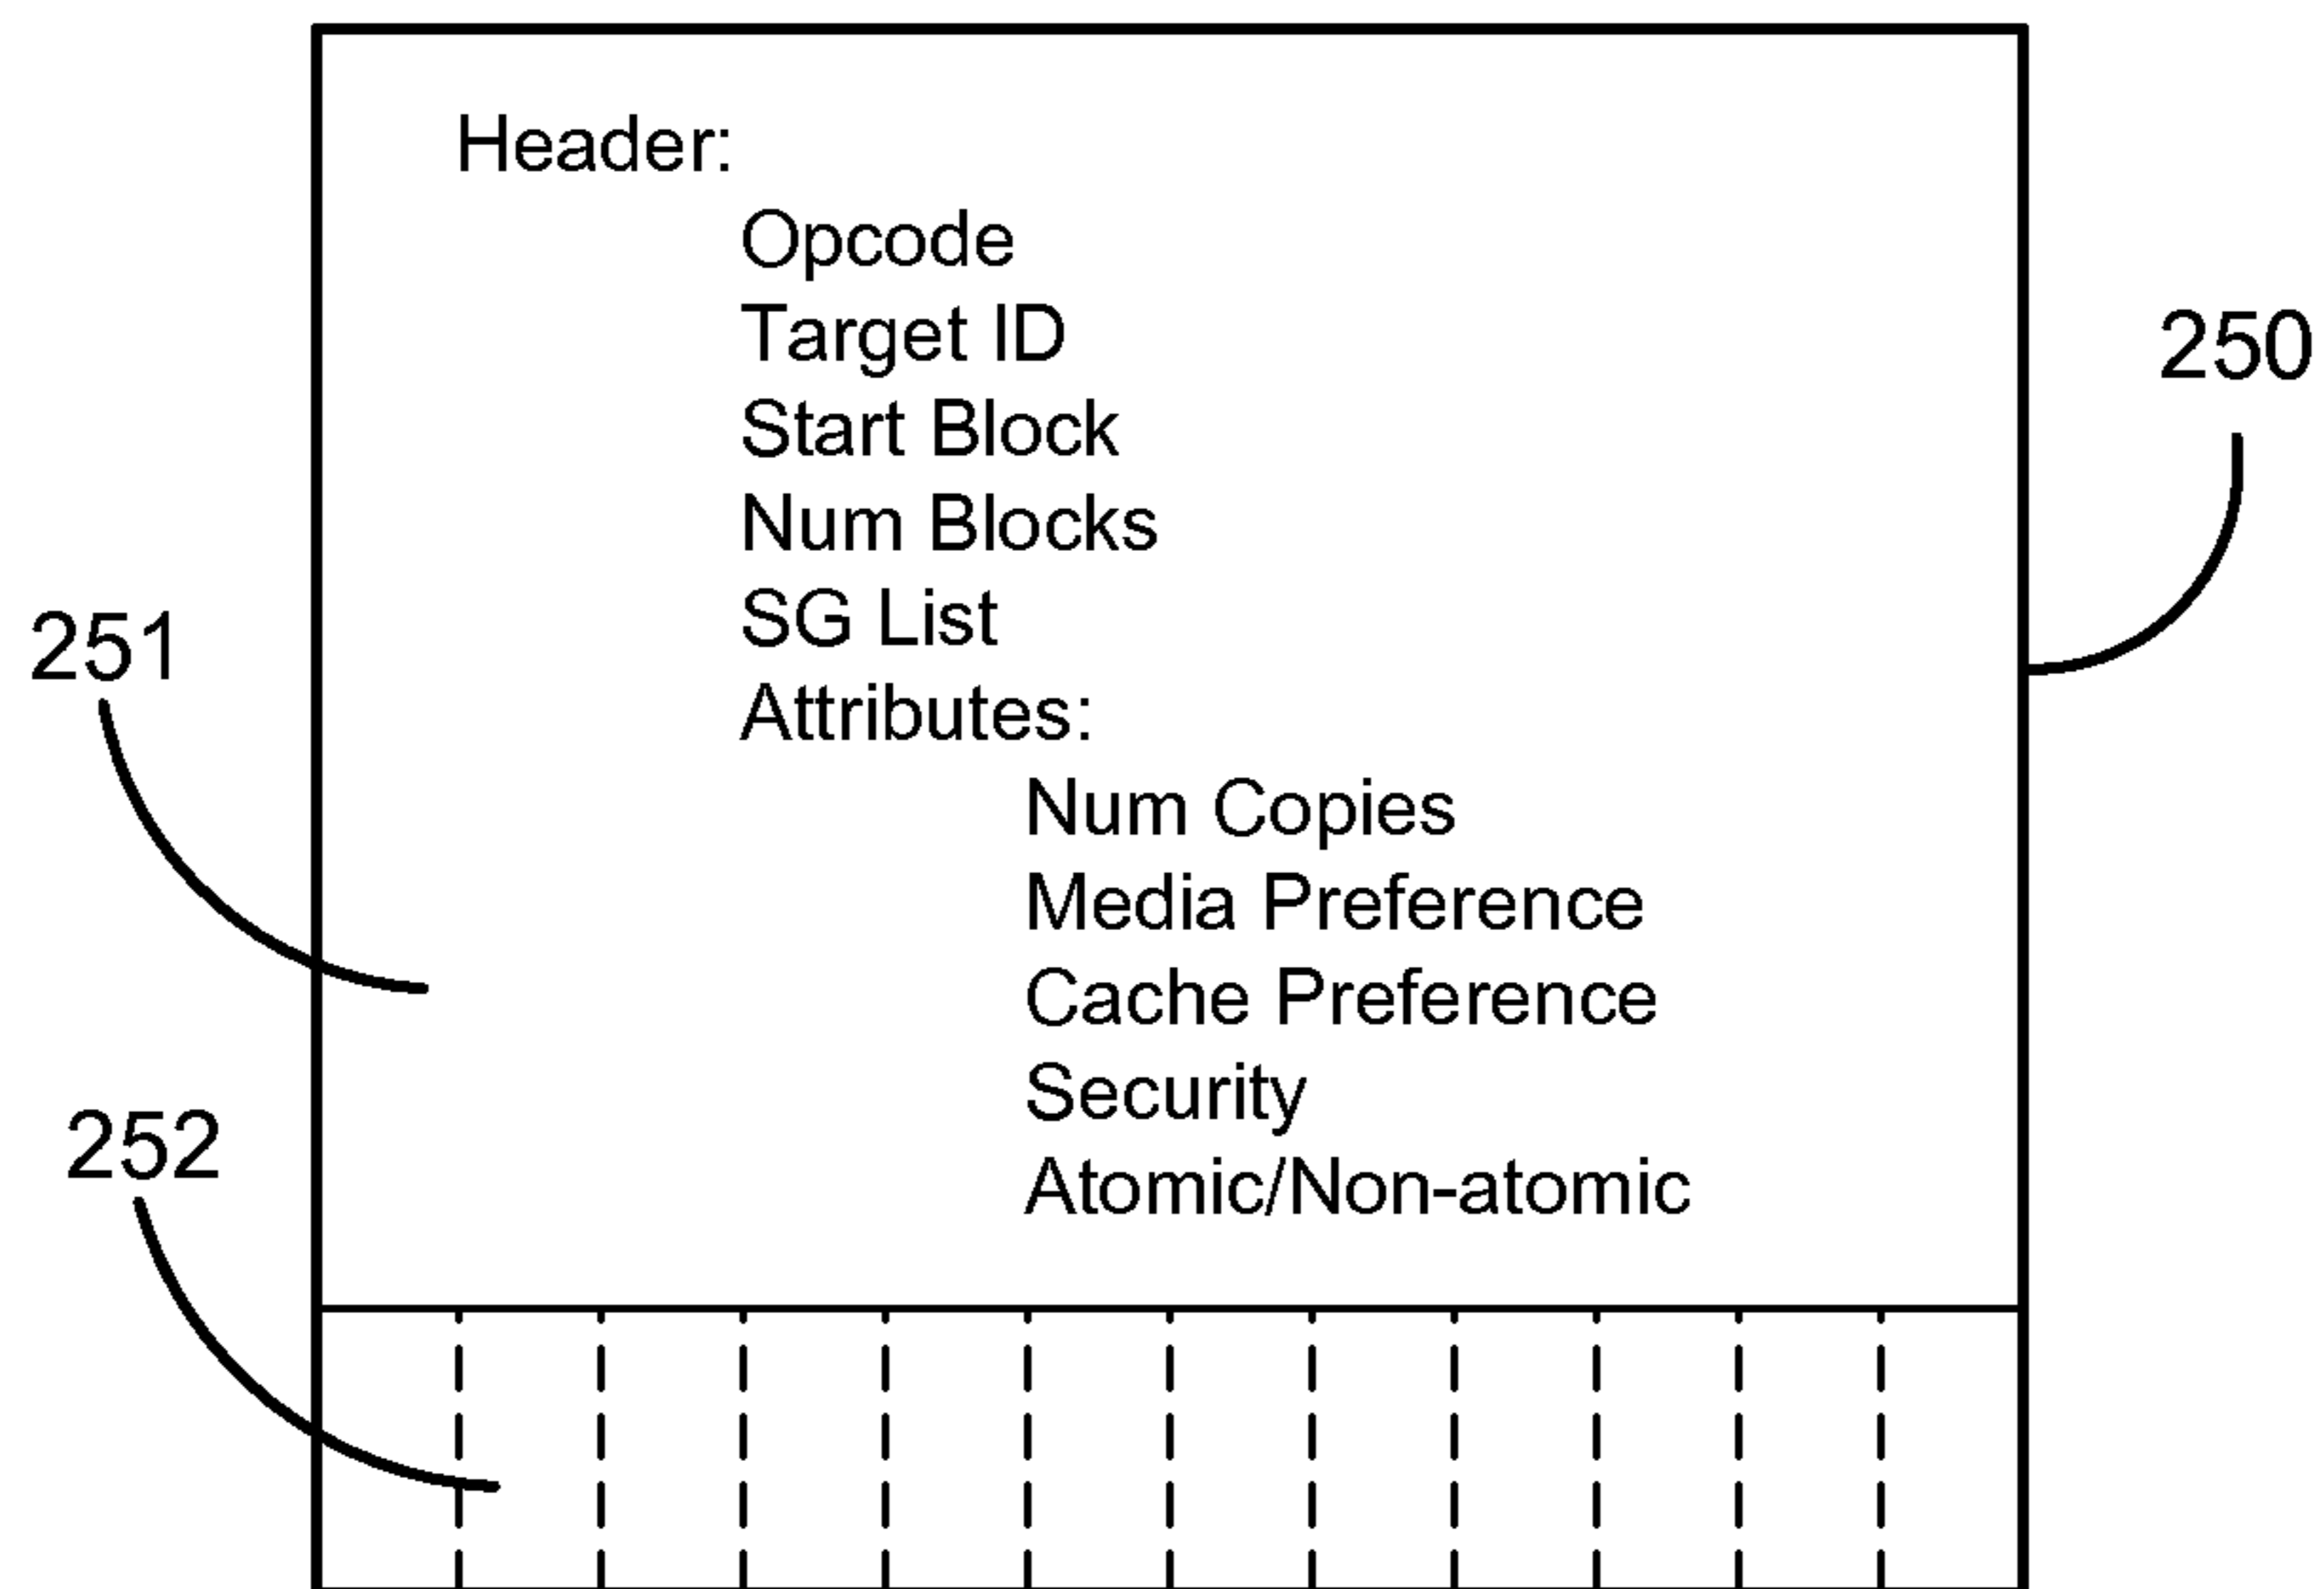 Header:
Opcode
Target ID
250
Start Block
Num Blocks
SG List
251
Attributes:
Num Copies
Media Preference
Cache Preference
Security
252
Atomic/Non-atomic